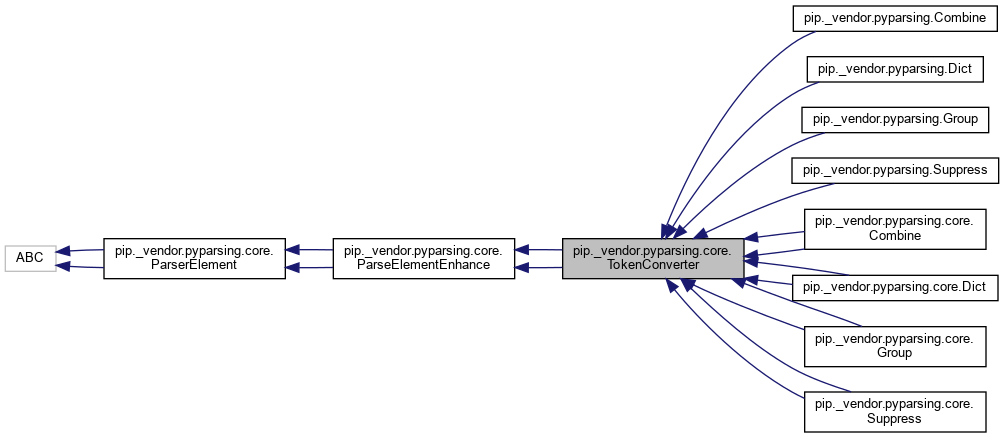 pip._vendor.pyparsing.Combine
pip._vendor.pyparsing.Dict
pip._vendor.pyparsing.Group
pip._vendor.pyparsing.Suppress
ABC
pip._vendor.pyparsing.core.
ParserElement
pip._vendor.pyparsing.core.
ParseElementEnhance
pip._vendor.pyparsing.core.
TokenConverter
pip._vendor.pyparsing.core.
Combine
pip._vendor.pyparsing.core.Dict
pip._vendor.pyparsing.core.
Group
pip._vendor.pyparsing.core.
Suppress